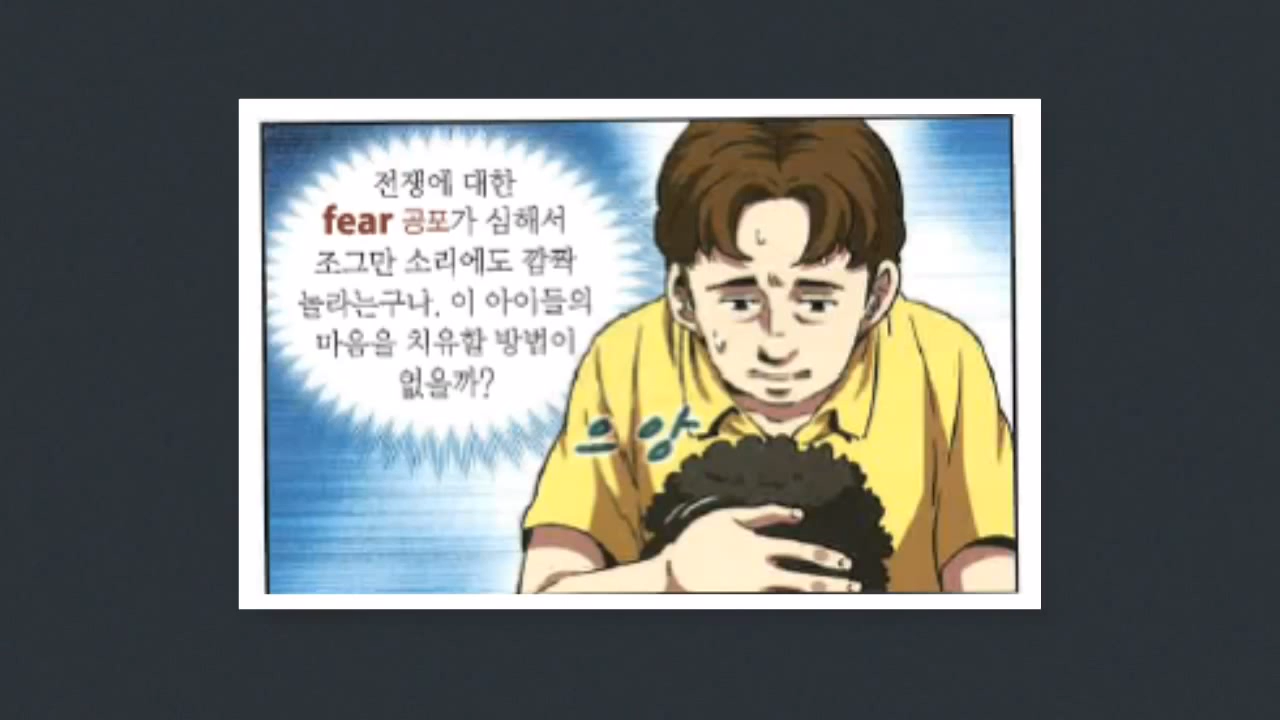 전쟁에 대한
fear 공포가 심해서
조그만 소리에도 깜짝
놀라는구나. 이 아이들의
마음을 치유할 방법이
없을까?
으앙